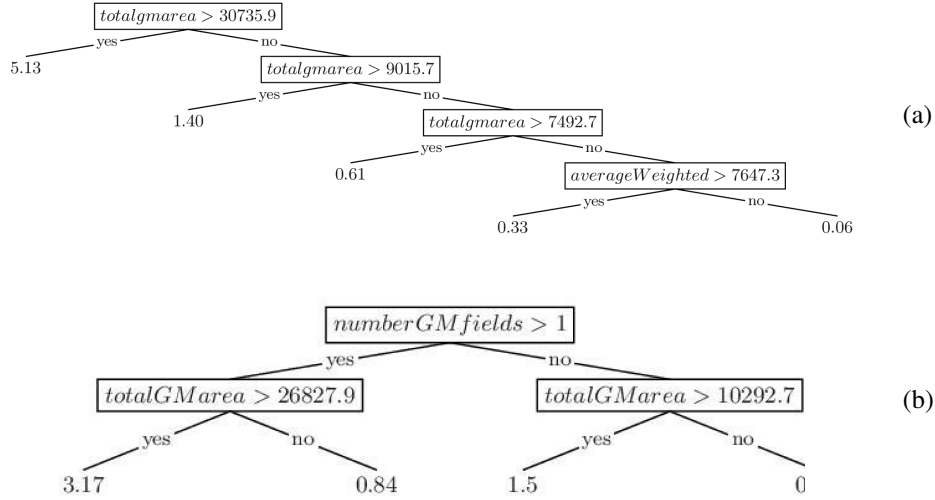 totalgmarea > 30735.9
yes no
5.13
totalgmarea > 9015.7
yes no
1.40
totalgmarea > 7492.7
(a)
yes no
0.61
averageWeighted > 7647.3
yes no
0.33 0.06
numberGMfields > 1
yes no
totalGMarea > 26827.9 totalGMarea > 10292.7
(b)
yes no yes no
3.17 0.84 1.5 0